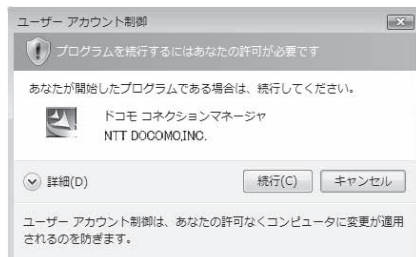 ユーザー アカウント制御
プログラムを続行するにはあなたの許可が必要です
あなたが開始したプログラムである場合は、続行してください。
ドコモ コネクションマネージャ
NTT DOCOMO,INC.
詳細(D)
続行(C)
キャンセル
ユーザー アカウント制御は、あなたの許可なくコンピュータに変更が適用
されるのを防ぎます。